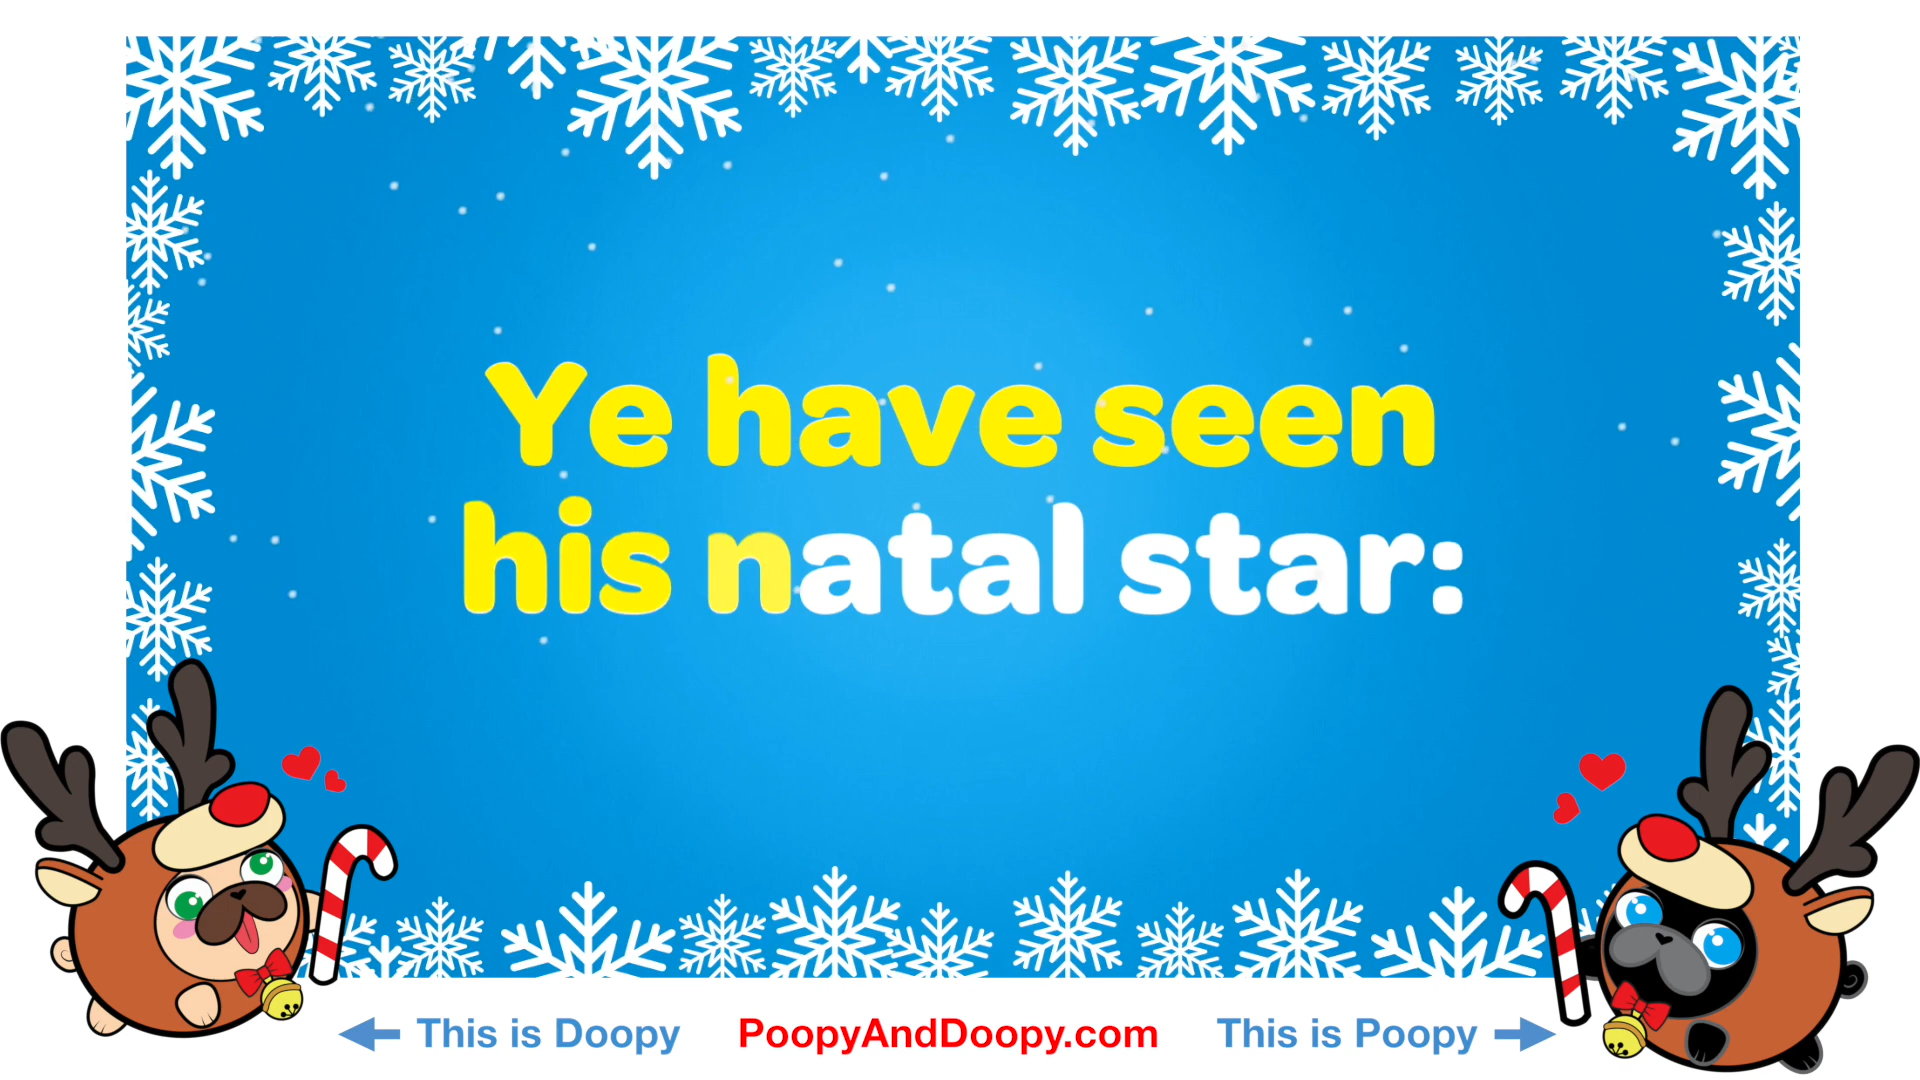 Ye have seen
his natal star:
This is Doopy
PoopyAndDoopy.com
This is Poopy